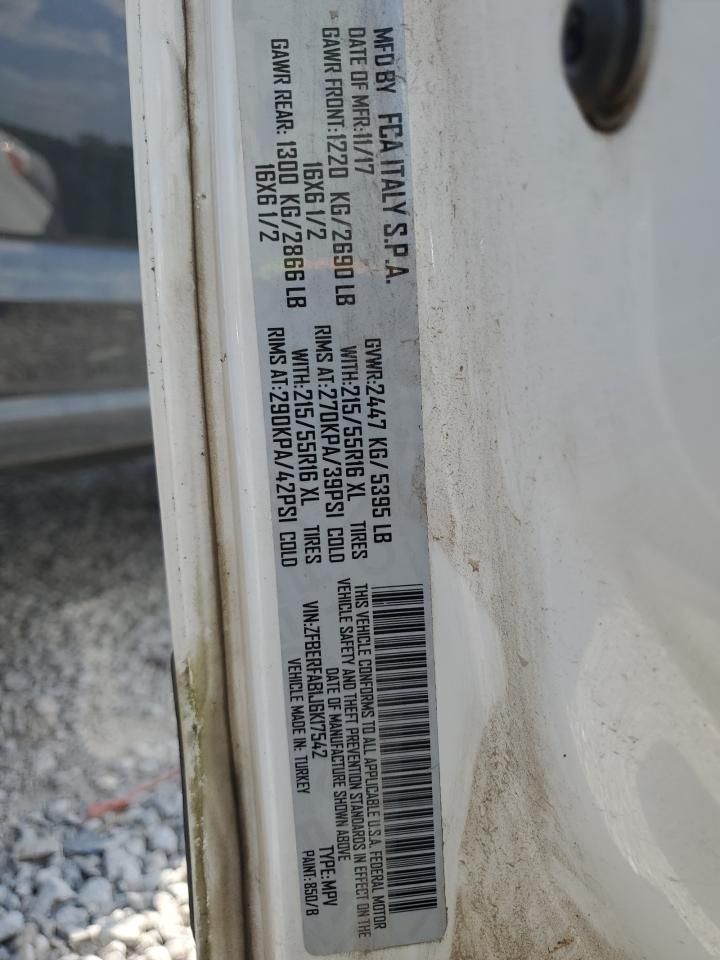 MFD BY FCA ITALY S.P.A.
DATE OF MFR:11/17 GVWR:2447 KG/5395 LB
GAWR FRONT:1220 KG/2690 LB WITH:215/55R16 XL TIRES
16X6 1/2 RIMS AT:270KPA/39PSI COLD
GAWR REAR: 1300 KG/2866 LB WITH:215/55R16 XL TIRES
16X6 1/2 RIMS AT:290KPA/42PSI COLD
THIS VEHICLE CONFORMS TO ALL APPLICABLE U.S.A. FEDERAL MOTOR
VEHICLE SAFETY AND THEFT PREVENTION STANDARDS IN EFFECT ON THE
DATE OF MANUFACTURE SHOWN ABOVE
VIN:ZFBERFAB1J6K17542 TYPE:MPV
VEHICLE MADE IN: TURKEY PAINT:850/B